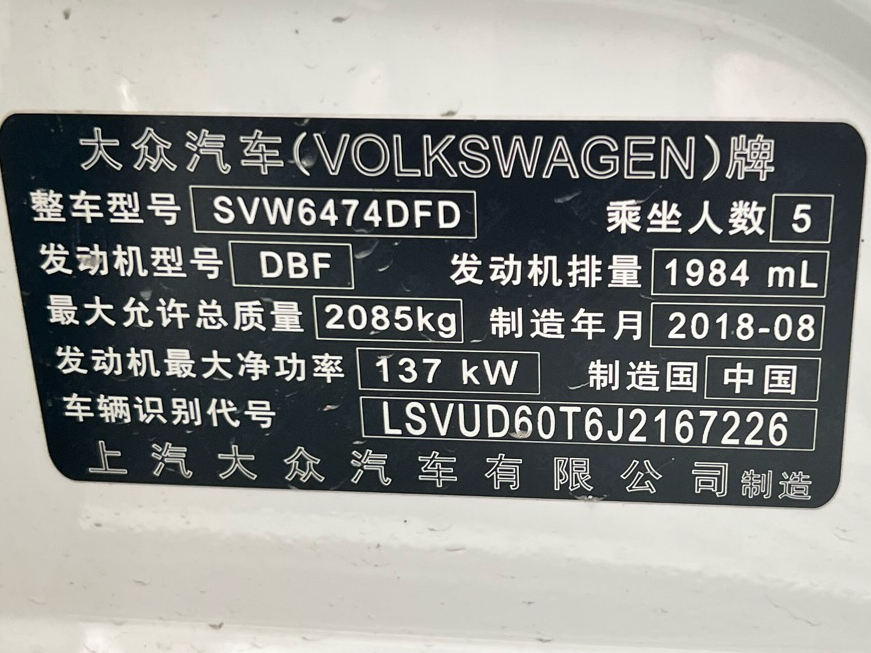 大众汽车(VOLKSWAGEN)牌
整车型号 SVW6474DFD 乘坐人数 5
发动机型号 DBF 发动机排量 1984 mL
最大允许总质量 2085kg 制造年月 2018-08
发动机最大净功率 137 kW 制造国 中国
车辆识别代号 LSVUD60T6J2167226
上汽大众汽车有限公司制造